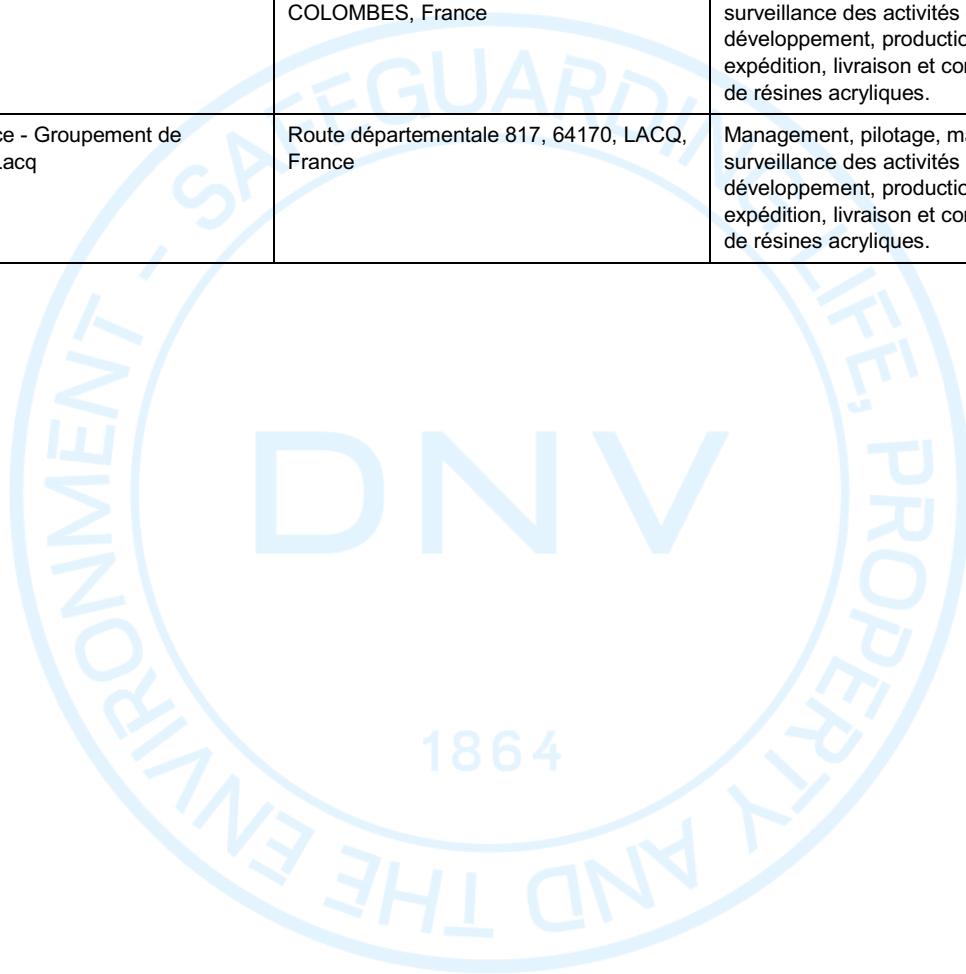 COLOMBES, France
surveillance des activités
développement, productio
expédition, livraison et co
de résines acryliques.
ce - Groupement de
Lacq
Route départementale 817, 64170, LACQ,
France
Management, pilotage, ma
surveillance des activités
développement, productio
expédition, livraison et co
de résines acryliques.
SAFEGUARDING LIFE, PROPERTY AND THE ENVIRONMENT -
DNV
1864